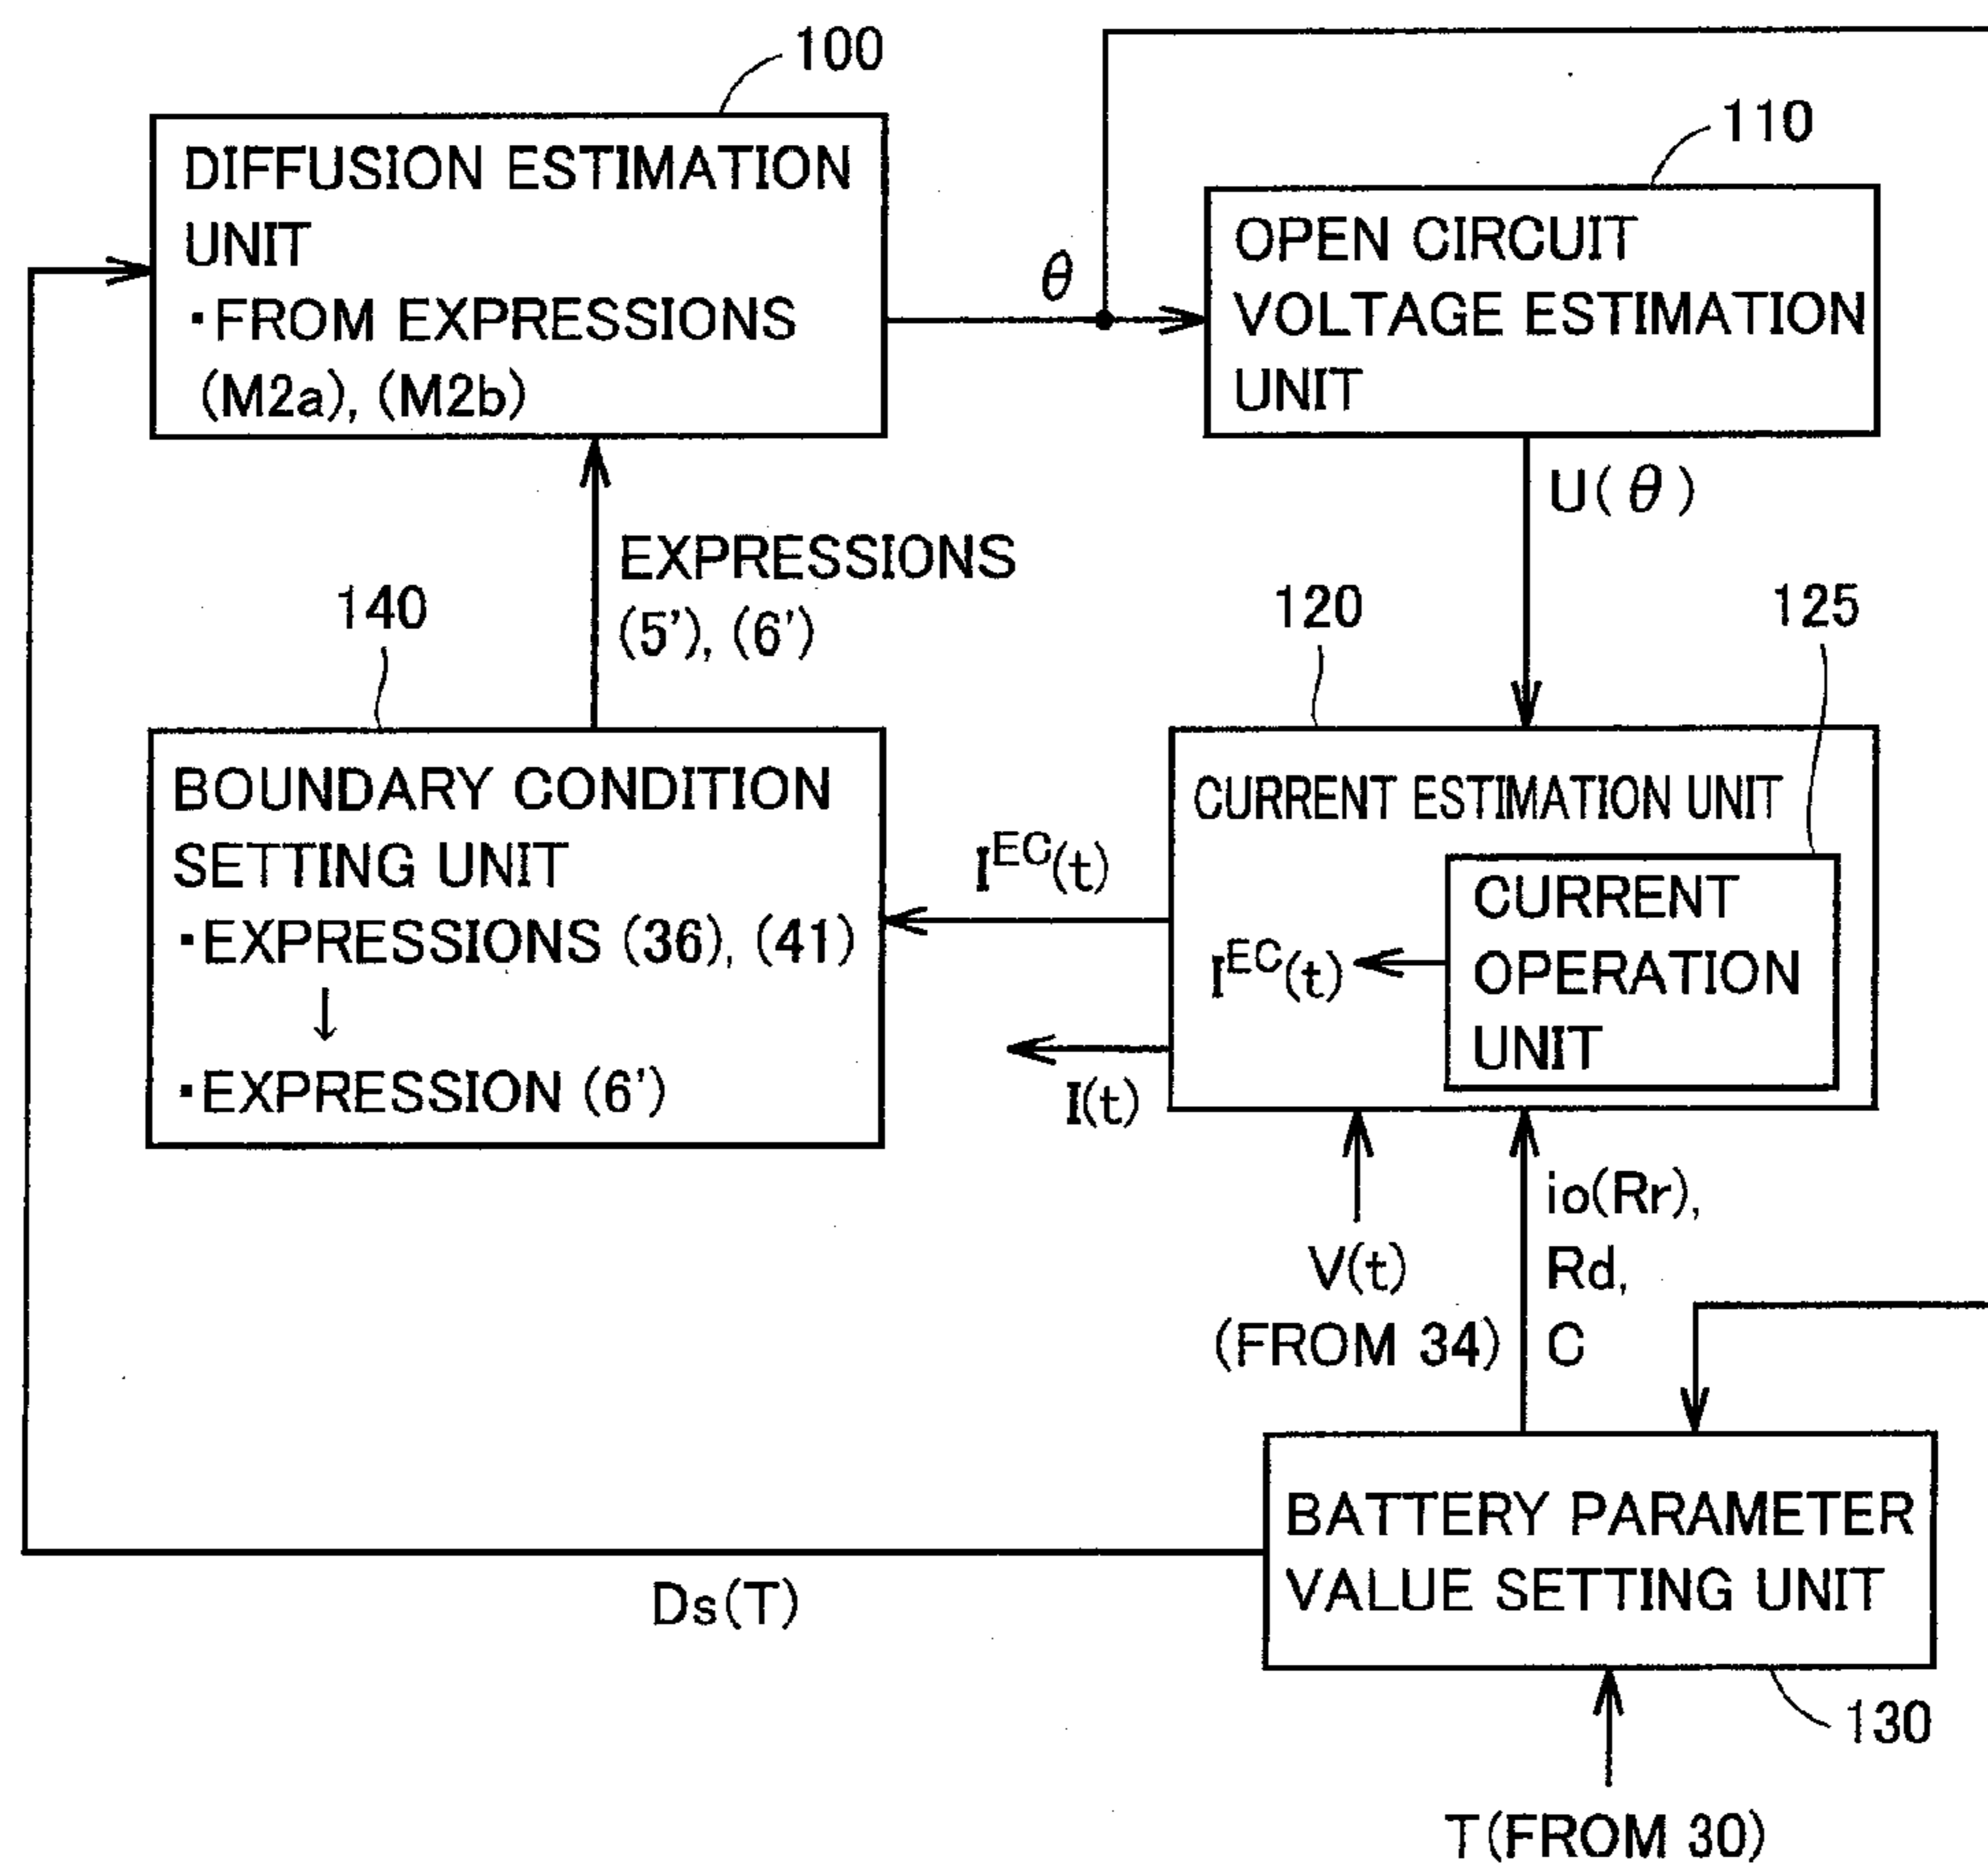 100
DIFFUSION ESTIMATION
UNIT
・FROM EXPRESSIONS
(M2a), (M2b)
θ
110
OPEN CIRCUIT
VOLTAGE ESTIMATION
UNIT
U(θ)
EXPRESSIONS
(5'), (6')
140
BOUNDARY CONDITION
SETTING UNIT
・EXPRESSIONS (36), (41)
↓
・EXPRESSION (6')
120
125
CURRENT ESTIMATION UNIT
I^EC(t)
I^EC(t)
CURRENT
OPERATION
UNIT
I(t)
V(t)
(FROM 34)
io(Rr),
Rd,
C
BATTERY PARAMETER
VALUE SETTING UNIT
Ds(T)
130
T(FROM 30)